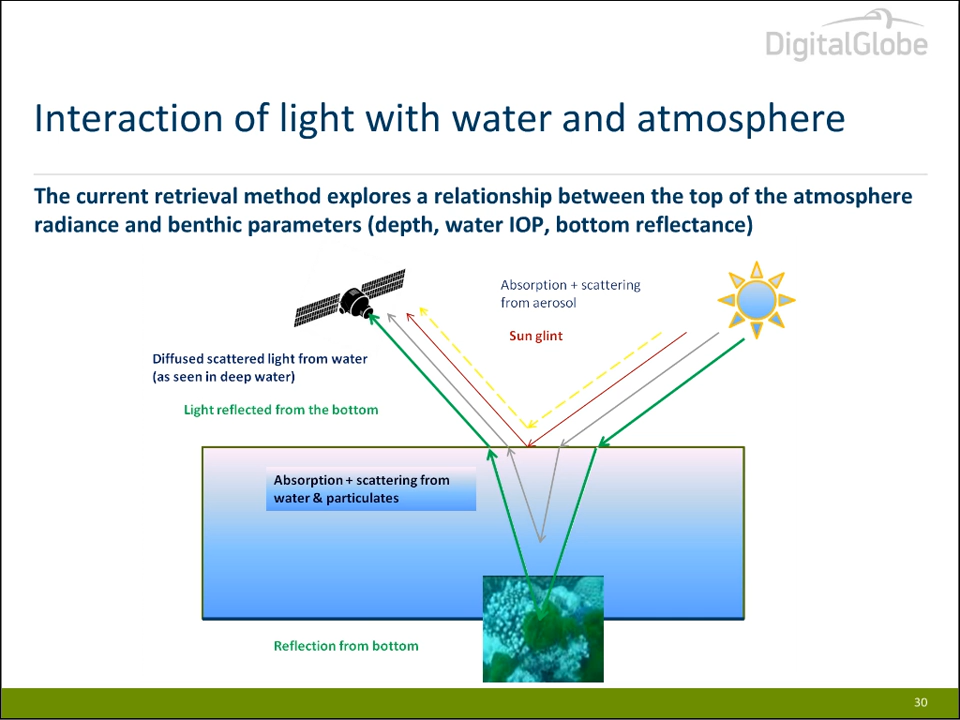 DigitalGlobe
Interaction of light with water and atmosphere
The current retrieval method explores a relationship between the top of the atmosphere
radiance and benthic parameters (depth, water IOP, bottom reflectance)
Absorption + scattering
from aerosol
Sun glint
Diffused scattered light from water
(as seen in deep water)
Light reflected from the bottom
Absorption + scattering from
water & particulates
Reflection from bottom
30